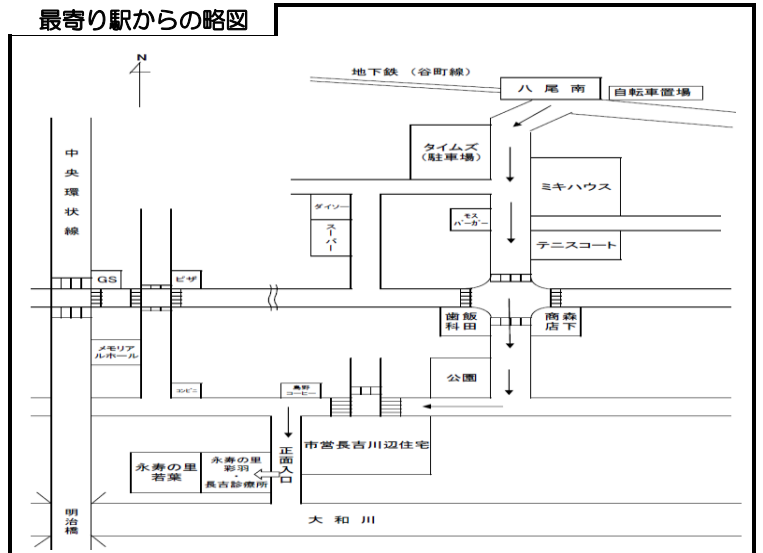 最寄り駅からの略図
N
地下鉄 (谷町線)
八尾南
自転車置場
タイムズ
(駐車場)
中央環状線
ミキハウス
ダイソー
スーパー
モス
バーガー
テニスコート
GS
ピザ
飯田
歯科
森下
商店
メモリア
ルホール
公園
コンビニ
珈琲
コーヒー
市営長吉川辺住宅
正面入口
永寿の里
若葉
永寿の里
彩羽
・
長吉診療所
大和川
明治橋